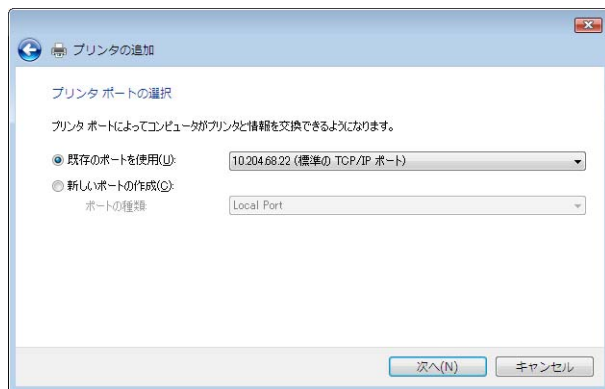 プリンタの追加
プリンタ ポートの選択
プリンタ ポートによってコンピュータがプリンタと情報を交換できるようになります。
既存のポートを使用(U): 10.204.68.22 (標準の TCP/IP ポート)
新しいポートの作成(C):
ポートの種類: Local Port
次へ(N) キャンセル